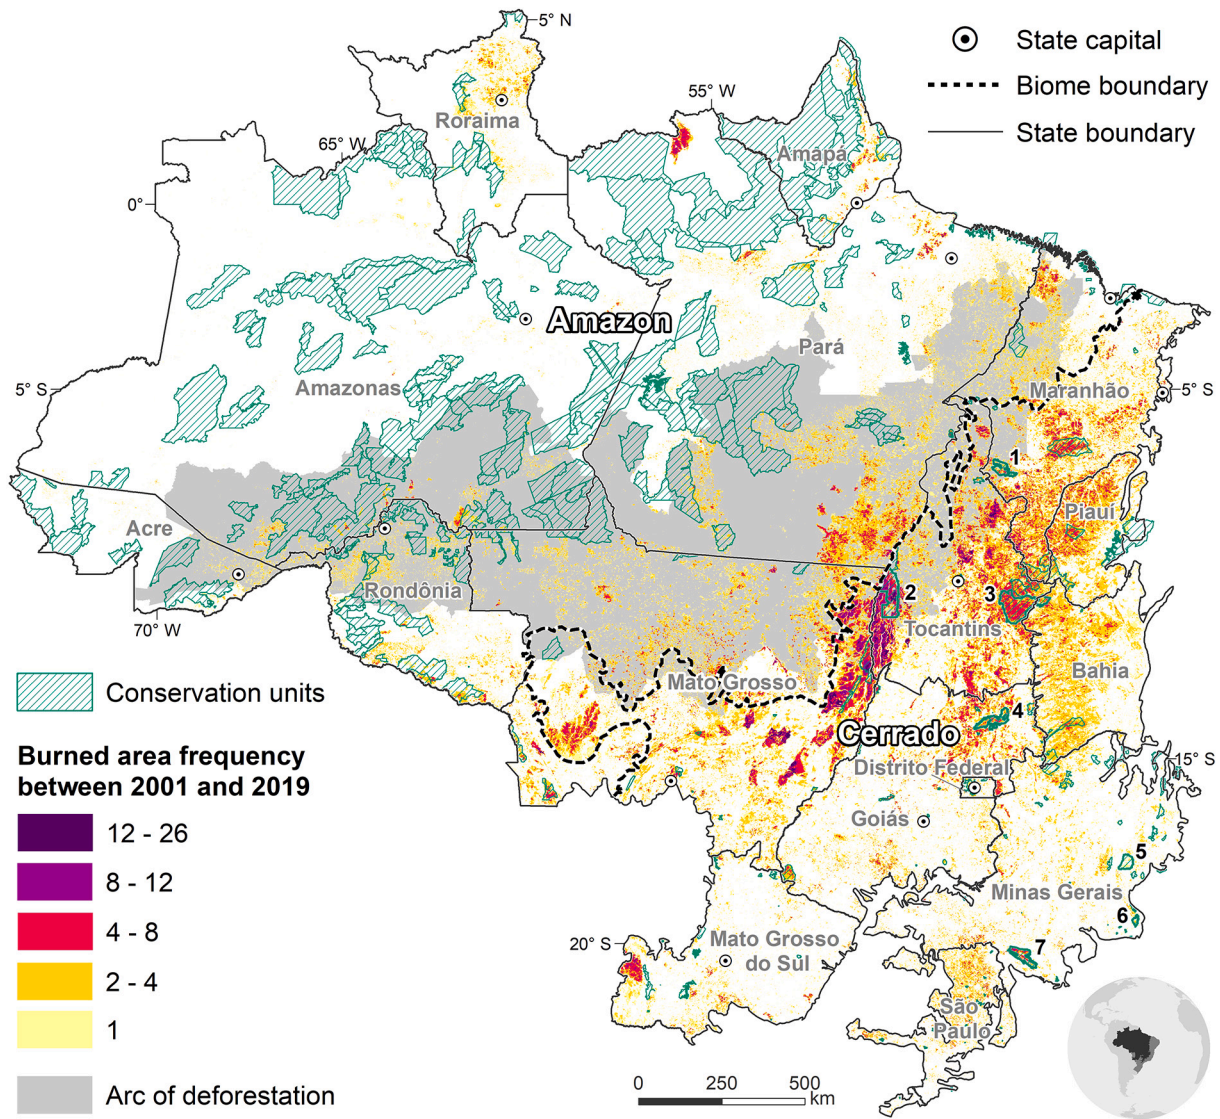 5° N
State capital
Biome boundary
State boundary
55° W
Roraima
65° W
Amapá
0°
Amazon
Pará
Amazonas
5° S
Maranhão
5° S
1
Piauí
Acre
Rondônia
2
3
Tocantins
70° W
Bahia
Mato Grosso
Conservation units
4
Cerrado
Burned area frequency
between 2001 and 2019
Distrito Federal
15° S
Goiás
12 - 26
5
8 - 12
Minas Gerais
6
4 - 8
20° S
Mato Grosso
do Sul
7
2 - 4
São
Paulo
1
Arc of deforestation
0 250 500
km